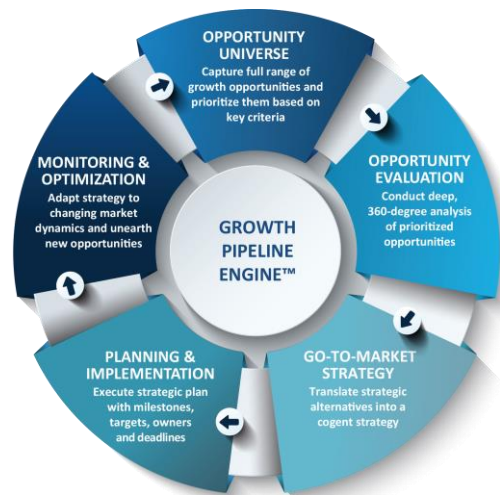 OPPORTUNITY
UNIVERSE
Capture full range of
growth opportunities and
prioritize them based on
key criteria
OPPORTUNITY
EVALUATION
Conduct deep,
360-degree analysis
of prioritized
opportunities
GO-TO-MARKET
STRATEGY
Translate strategic
alternatives into a
cogent strategy
PLANNING &
IMPLEMENTATION
Execute strategic plan
with milestones,
targets, owners
and deadlines
MONITORING &
OPTIMIZATION
Adapt strategy to
changing market
dynamics and unearth
new opportunities
GROWTH
PIPELINE
ENGINE™